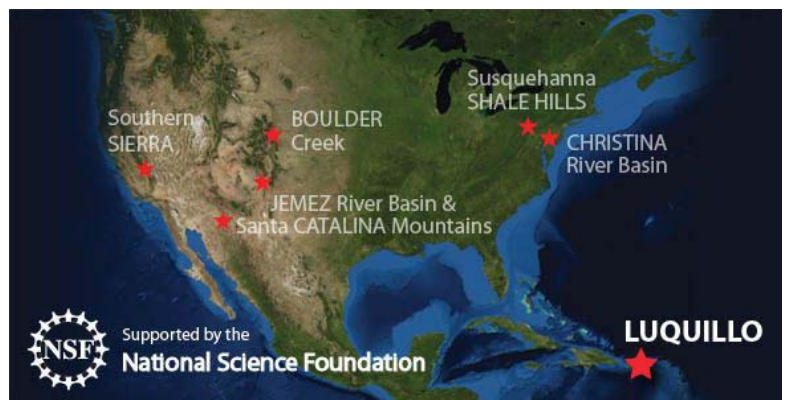 Susquehanna
SHALE HILLS
Southern
SIERRA
BOULDER
Creek
CHRISTINA
River Basin
JEMEZ River Basin &
Santa CATALINA Mountains
LUQUILLO
NSF
Supported by the
National Science Foundation